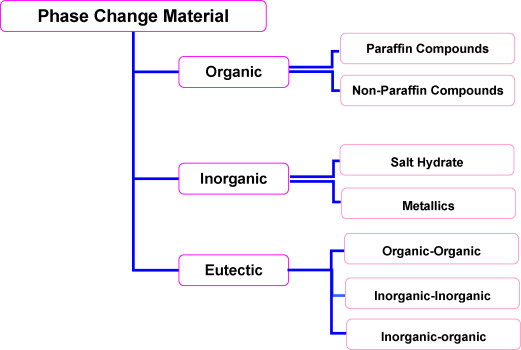 Phase Change Material
Organic
Paraffin Compounds
Non-Paraffin Compounds
Inorganic
Salt Hydrate
Metallics
Eutectic
Organic-Organic
Inorganic-Inorganic
Inorganic-organic